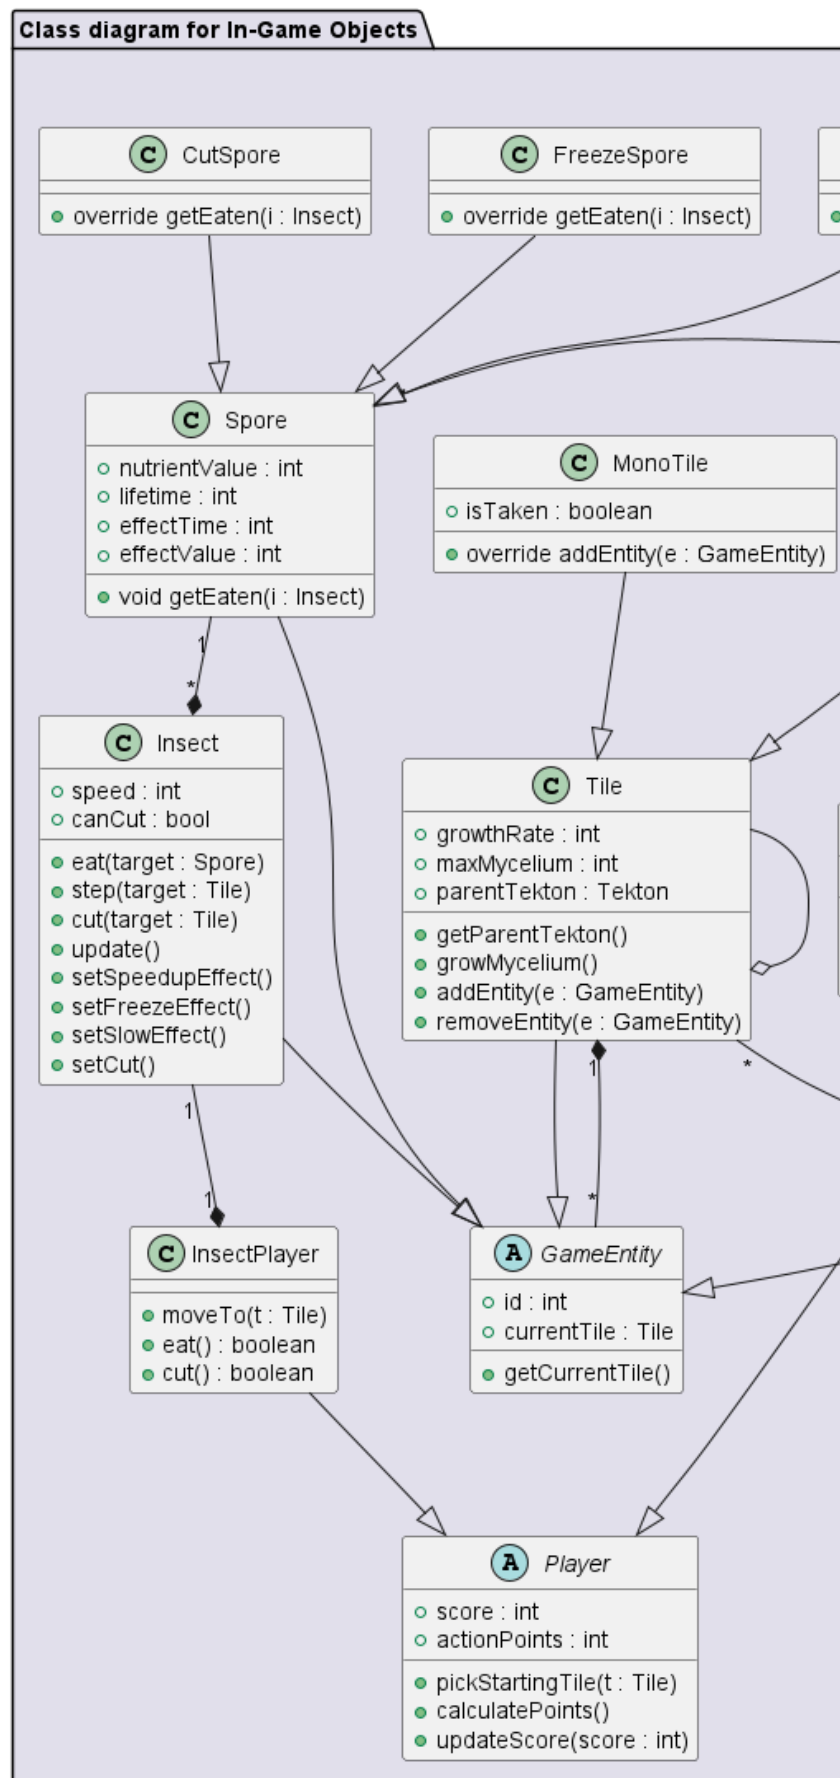 Class diagram for In-Game Objects
C CutSpore
override getEaten(i : Insect)
C FreezeSpore
override getEaten(i : Insect)
C Spore
nutrientValue : int
lifetime : int
effectTime : int
effectValue : int
void getEaten(i : Insect)
C MonoTile
isTaken : boolean
override addEntity(e : GameEntity)
1
*
C Insect
speed : int
canCut : bool
eat(target : Spore)
step(target : Tile)
cut(target : Tile)
update()
setSpeedupEffect()
setFreezeEffect()
setSlowEffect()
setCut()
C Tile
growthRate : int
maxMycelium : int
parentTekton : Tekton
getParentTekton()
growMycelium()
addEntity(e : GameEntity)
removeEntity(e : GameEntity)
1
*
*
1
1
C InsectPlayer
moveTo(t : Tile)
eat() : boolean
cut() : boolean
A GameEntity
id : int
currentTile : Tile
getCurrentTile()
A Player
score : int
actionPoints : int
pickStartingTile(t : Tile)
calculatePoints()
updateScore(score : int)